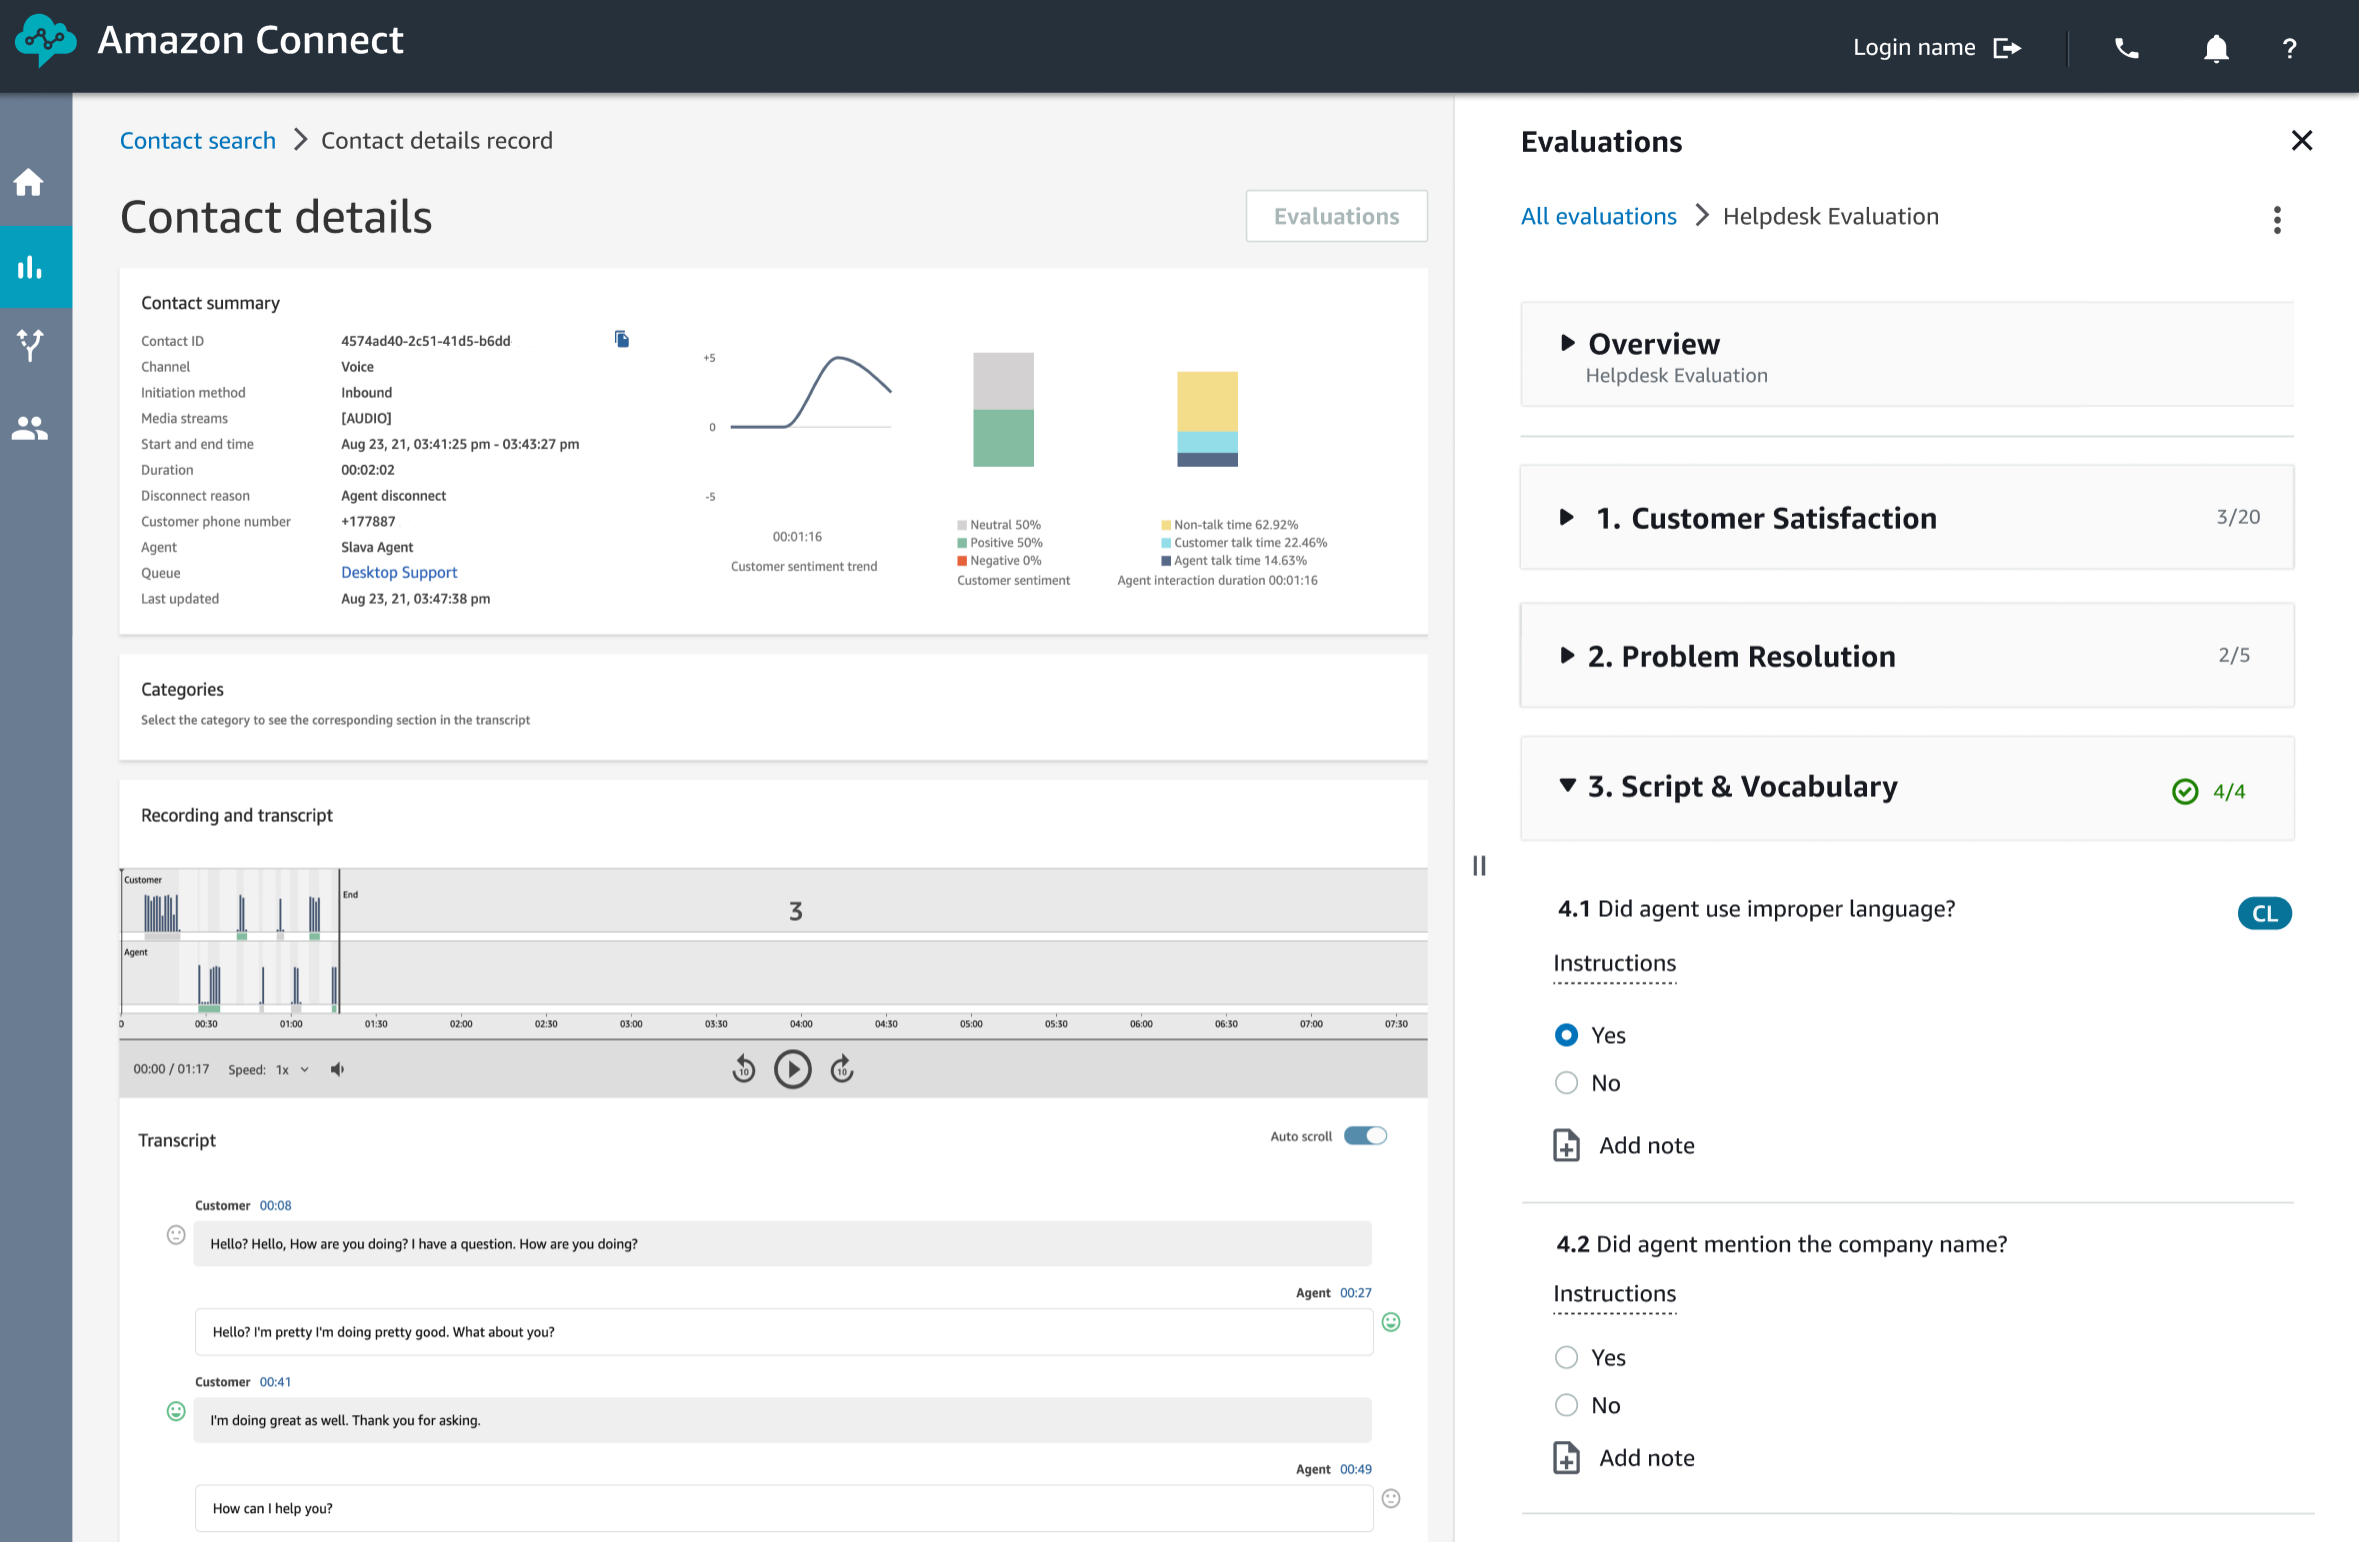 Amazon Connect
Login name
?
Contact search > Contact details record
Contact details
Evaluations
Contact summary
Contact ID 4574ad40-2c51-41d5-b6dd
Channel Voice
Initiation method Inbound
Media streams [AUDIO]
Start and end time Aug 23, 21, 03:41:25 pm - 03:43:27 pm
Duration 00:02:02
Disconnect reason Agent disconnect
Customer phone number +177887
Agent Slava Agent
Queue Desktop Support
Last updated Aug 23, 21, 03:47:38 pm
+5
0
-5
00:01:16
Customer sentiment trend
Neutral 50%
Positive 50%
Negative 0%
Customer sentiment
Non-talk time 62.92%
Customer talk time 22.46%
Agent talk time 14.63%
Agent interaction duration 00:01:16
Categories
Select the category to see the corresponding section in the transcript
Recording and transcript
Customer
End
3
Agent
0 00:30 01:00 01:30 02:00 02:30 03:00 03:30 04:00 04:30 05:00 05:30 06:00 06:30 07:00 07:30
00:00 / 01:17 Speed: 1x
10 10
Transcript
Auto scroll
Customer 00:08
Hello? Hello, How are you doing? I have a question. How are you doing?
Agent 00:27
Hello? I'm pretty I'm doing pretty good. What about you?
Customer 00:41
I'm doing great as well. Thank you for asking.
Agent 00:49
How can I help you?
Evaluations
All evaluations > Helpdesk Evaluation
Overview
Helpdesk Evaluation
1. Customer Satisfaction 3/20
2. Problem Resolution 2/5
3. Script & Vocabulary 4/4
4.1 Did agent use improper language?
CL
Instructions
Yes
No
Add note
4.2 Did agent mention the company name?
Instructions
Yes
No
Add note